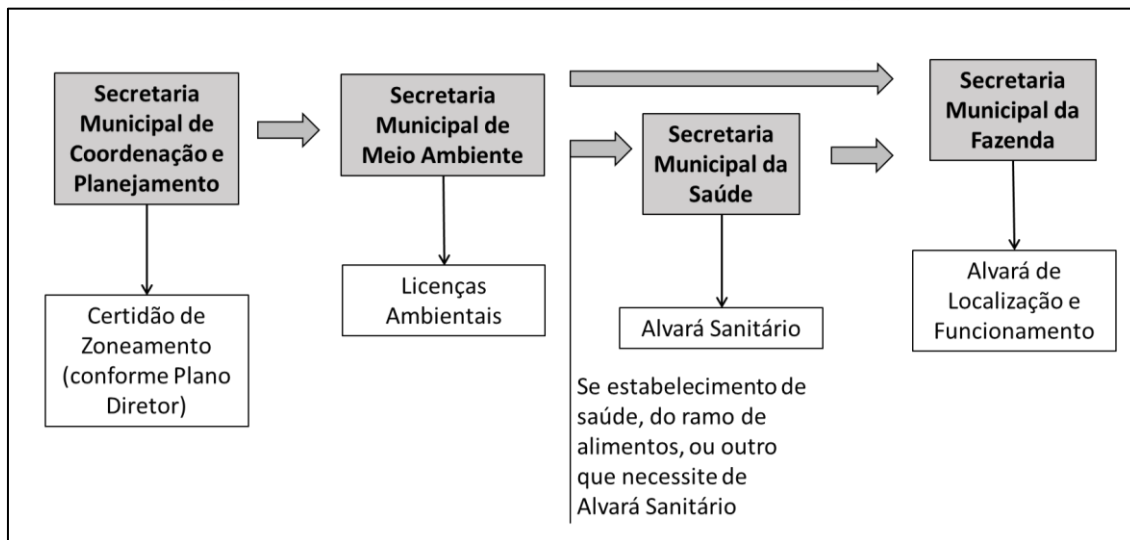 Secretaria
Municipal de
Coordenação e
Planejamento
Secretaria
Municipal de
Meio Ambiente
Secretaria
Municipal da
Saúde
Secretaria
Municipal da
Fazenda
Certidão de
Zoneamento
(conforme Plano
Diretor)
Licenças
Ambientais
Alvará Sanitário
Alvará de
Localização e
Funcionamento
Se estabelecimento de
saúde, do ramo de
alimentos, ou outro
que necessite de
Alvará Sanitário